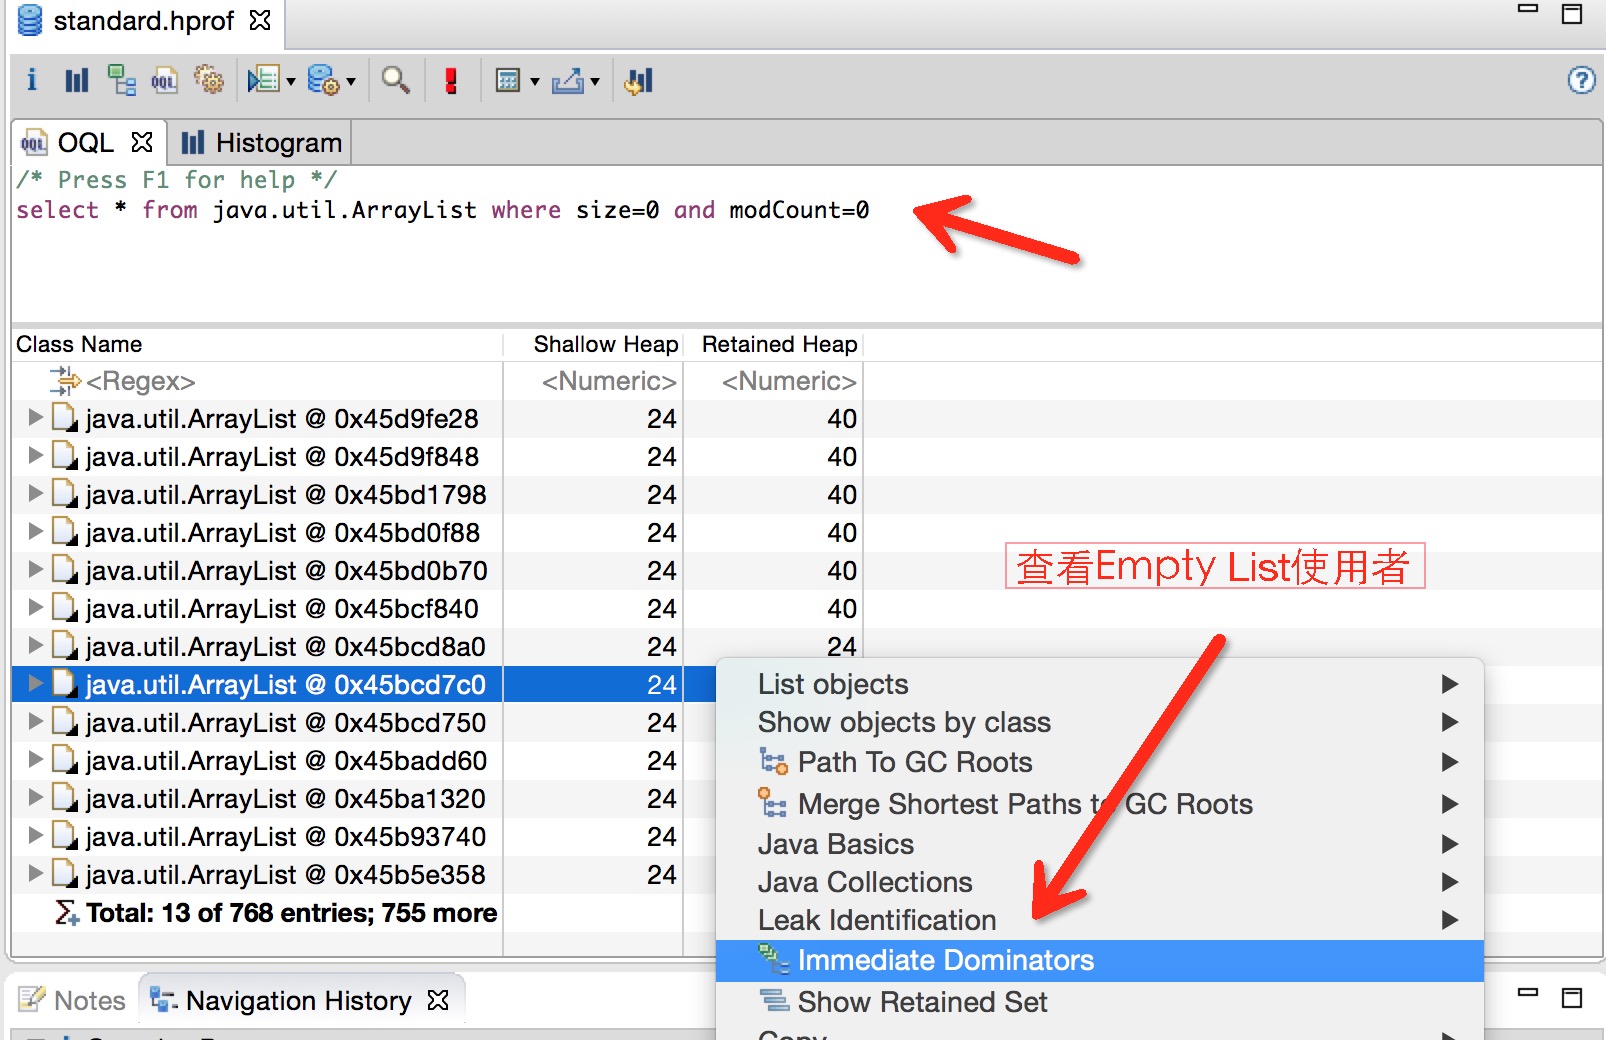 standard.hprof
i
OQL
OQL
OQL
Histogram
/* Press F1 for help */
select * from java.util.ArrayList where size=0 and modCount=0
Class Name Shallow Heap Retained Heap
<Regex> <Numeric> <Numeric>
java.util.ArrayList @ 0x45d9fe28 24 40
java.util.ArrayList @ 0x45d9f848 24 40
java.util.ArrayList @ 0x45bd1798 24 40
java.util.ArrayList @ 0x45bd0f88 24 40
java.util.ArrayList @ 0x45bd0b70 24 40
java.util.ArrayList @ 0x45bcf840 24 40
java.util.ArrayList @ 0x45bcd8a0 24 24
java.util.ArrayList @ 0x45bcd7c0 24
java.util.ArrayList @ 0x45bcd750 24
java.util.ArrayList @ 0x45badd60 24
java.util.ArrayList @ 0x45ba1320 24
java.util.ArrayList @ 0x45b93740 24
java.util.ArrayList @ 0x45b5e358 24
Total: 13 of 768 entries; 755 more
查看Empty List使用者
List objects
Show objects by class
Path To GC Roots
Merge Shortest Paths to GC Roots
Java Basics
Java Collections
Leak Identification
Immediate Dominators
Show Retained Set
Copy
Notes
Navigation History